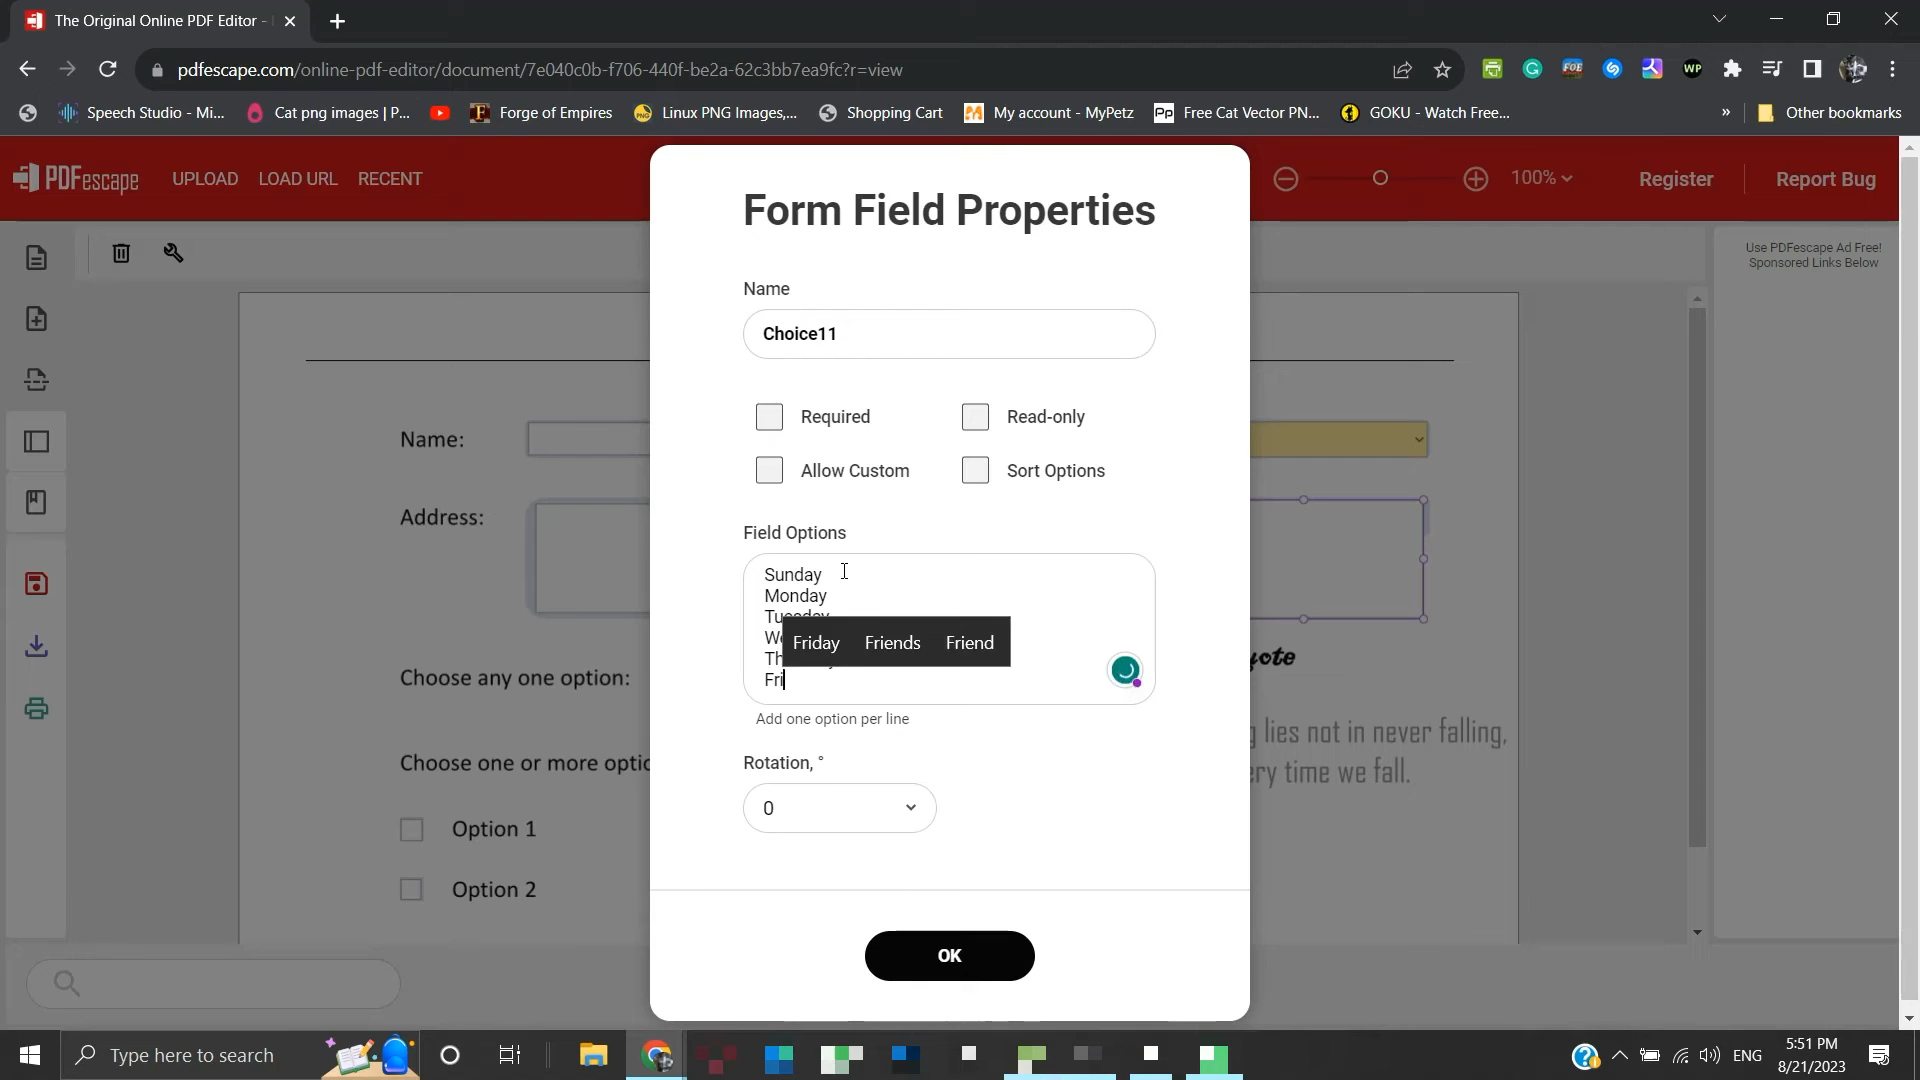 The Original Online PDF Editor -
pdfescape.com/online-pdf-editor/document/7e040c0b-f706-440f-be2a-62c3bb7ea9fc?r=view
Speech Studio - Mi...
Cat png images | P...
Forge of Empires
Linux PNG Images,...
Shopping Cart
My account - MyPetz
Free Cat Vector PN...
GOKU - Watch Free...
»
Other bookmarks
PDFescape
UPLOAD
LOAD URL
RECENT
100%
Register
Report Bug
Form Field Properties
Name
Choice11
Required
Read-only
Allow Custom
Sort Options
Field Options
Sunday
Monday
Friday Friends Friend
Fri
Add one option per line
Rotation, °
0
OK
Use PDFescape Ad Free!
Sponsored Links Below
Name:
Address:
Choose any one option:
Choose one or more optio
Option 1
Option 2
g lies not in never falling,
ery time we fall.
Type here to search
ENG
5:51 PM
8/21/2023